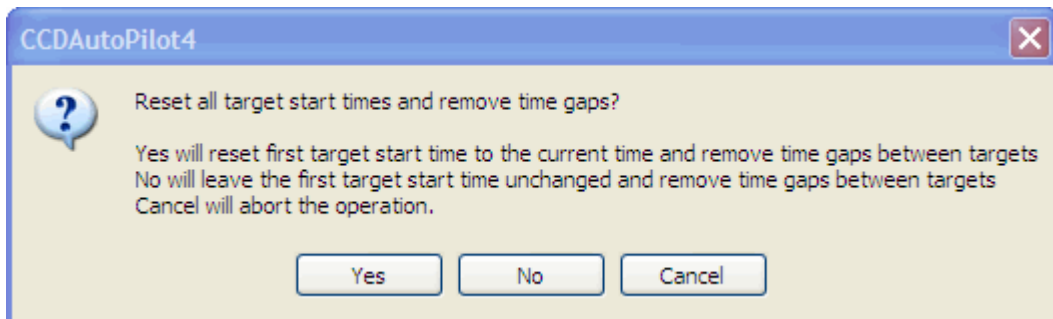 CCDAutoPilot4
Reset all target start times and remove time gaps?
Yes will reset first target start time to the current time and remove time gaps between targets
No will leave the first target start time unchanged and remove time gaps between targets
Cancel will abort the operation.
Yes No Cancel